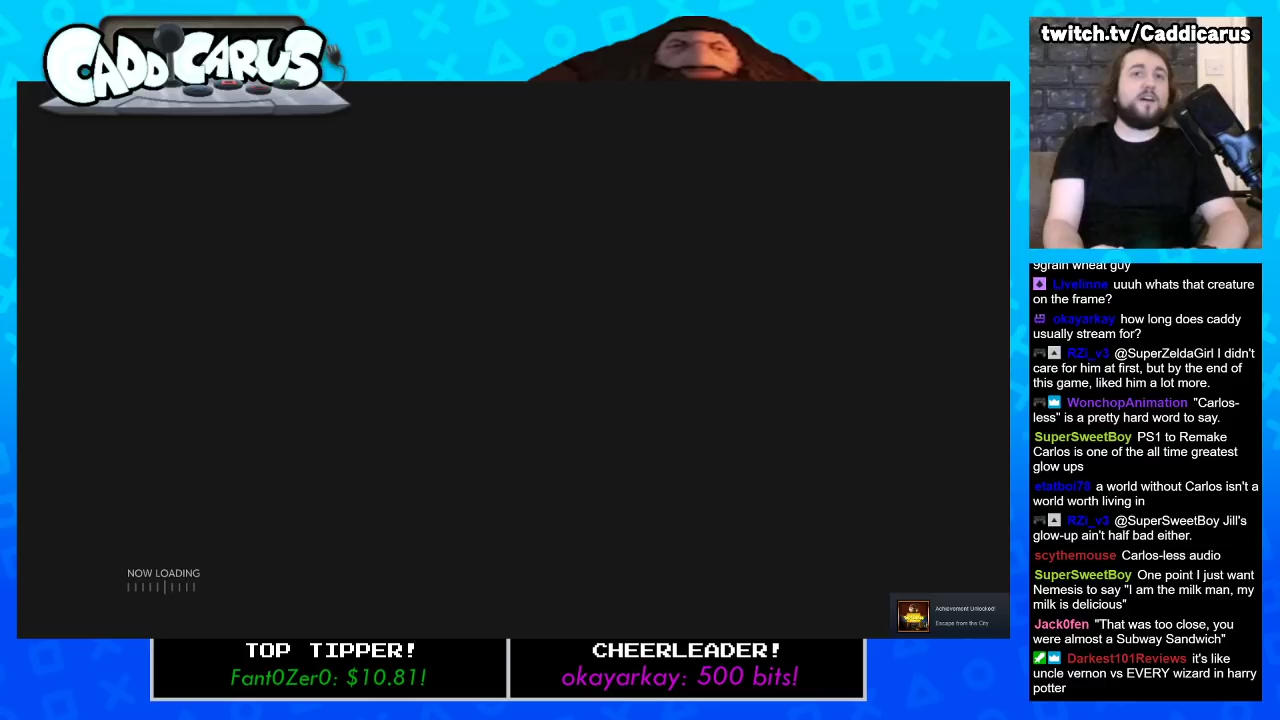 CADDICARUS
twitch.tv/Caddicarus
9grain wheat guy
Livelinne uuuh whats that creature
on the frame?
okayarkay how long does caddy
usually stream for?
RZi_v3 @SuperZeldaGirl I didn't
care for him at first, but by the end of
this game, liked him a lot more.
WonchopAnimation "Carlos-
less" is a pretty hard word to say.
SuperSweetBoy PS1 to Remake
Carlos is one of the all time greatest
glow ups
etatboi78 a world without Carlos isn't a
world worth living in
RZi_v3 @SuperSweetBoy Jill's
glow-up ain't half bad either.
scythemouse Carlos-less audio
SuperSweetBoy One point I just want
Nemesis to say "I am the milk man, my
milk is delicious"
Jack0fen "That was too close, you
were almost a Subway Sandwich"
Darkest101Reviews it's like
uncle vernon vs EVERY wizard in harry
potter
NOW LOADING
Achievement Unlocked!
Escape from the City
TOP TIPPER!
Fant0Zer0: $10.81!
CHEERLEADER!
okayarkay: 500 bits!